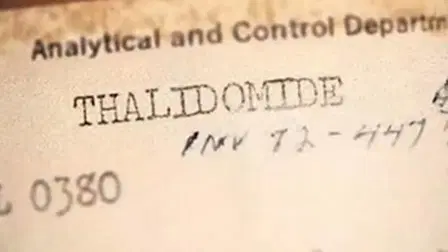 Analytical and Control Departm
THALIDOMIDE
INV 72-447
0380